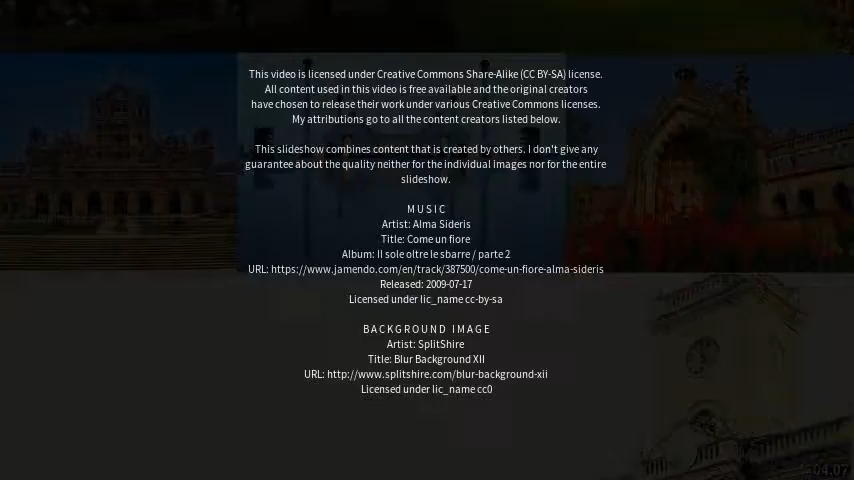 This video is licensed under Creative Commons Share-Alike (CC BY-SA) license.
All content used in this video is free available and the original creators
have chosen to release their work under various Creative Commons licenses.
My attributions go to all the content creators listed below.
This slideshow combines content that is created by others. I don't give any
guarantee about the quality neither for the individual images nor for the entire
slideshow.
MUSIC
Artist: Alma Sideris
Title: Come un fiore
Album: Il sole oltre le sbarre / parte 2
URL: https://www.jamendo.com/en/track/387500/come-un-fiore-alma-sideris
Released: 2009-07-17
Licensed under lic_name cc-by-sa
BACKGROUND IMAGE
Artist: SplitShire
Title: Blur Background XII
URL: http://www.splitshire.com/blur-background-xii
Licensed under lic_name cc0